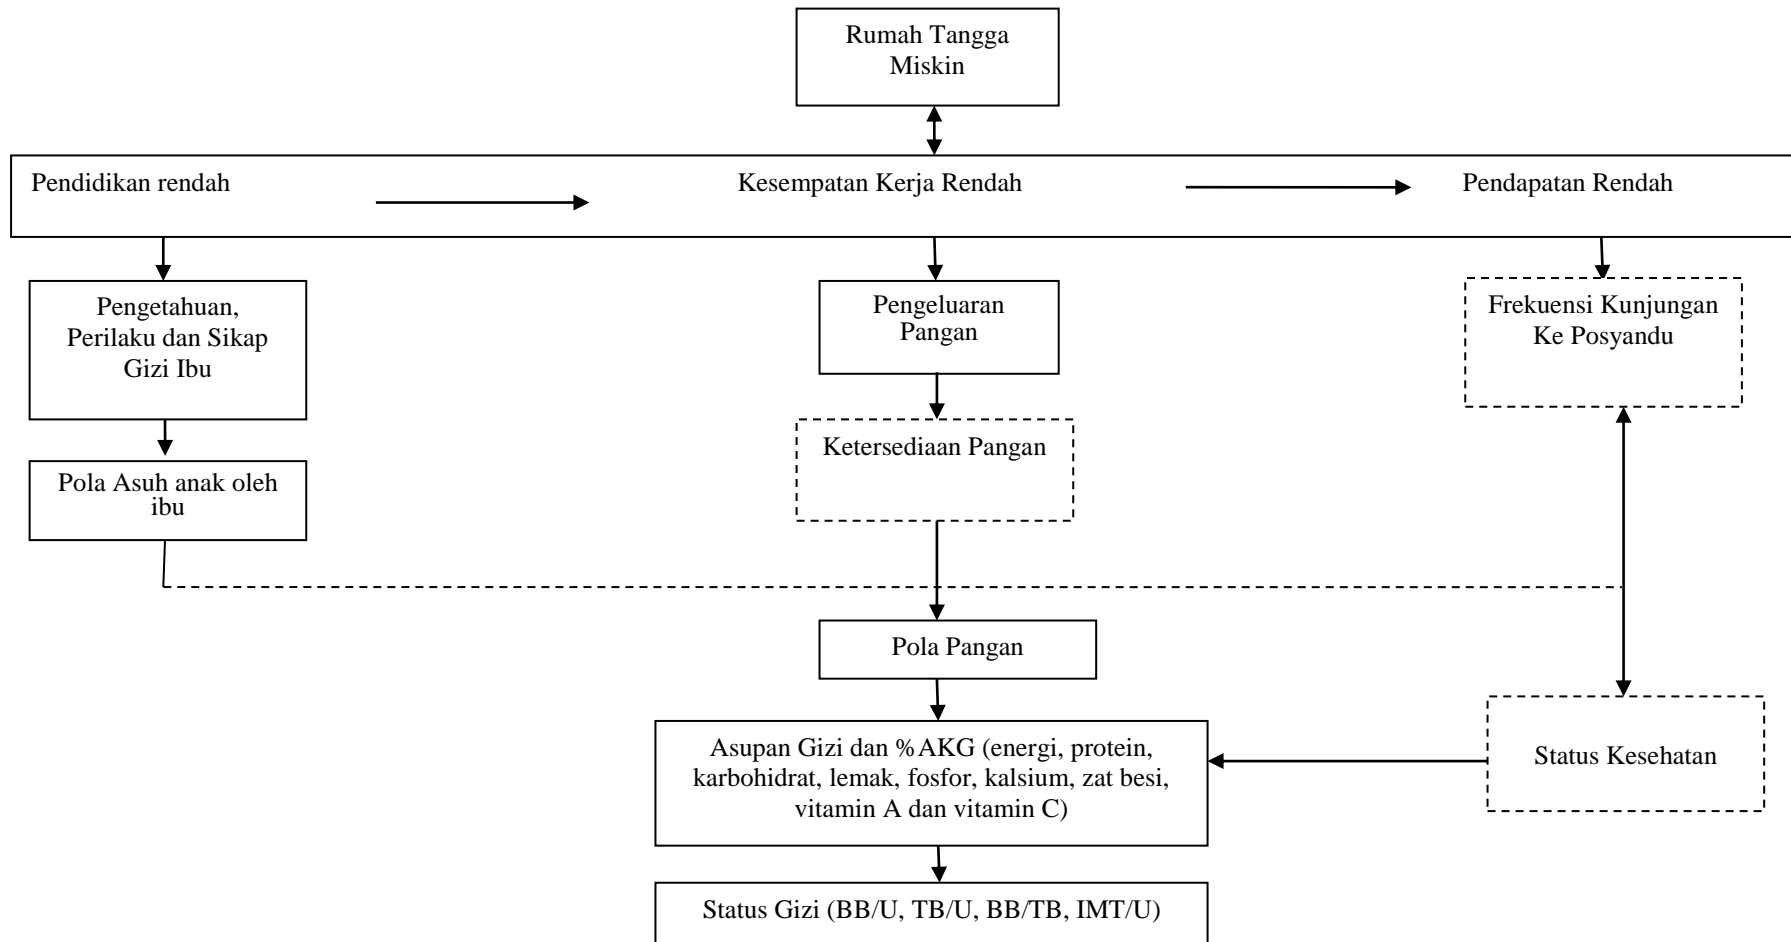 Rumah Tangga
Miskin
Pendidikan rendah
Kesempatan Kerja Rendah
Pendapatan Rendah
Pengetahuan,
Perilaku dan Sikap
Gizi Ibu
Pengeluaran
Pangan
Frekuensi Kunjungan
Ke Posyandu
Ketersediaan Pangan
Pola Asuh anak oleh
ibu
Pola Pangan
Asupan Gizi dan %AKG (energi, protein,
karbohidrat, lemak, fosfor, kalsium, zat besi,
vitamin A dan vitamin C)
Status Kesehatan
Status Gizi (BB/U, TB/U, BB/TB, IMT/U)